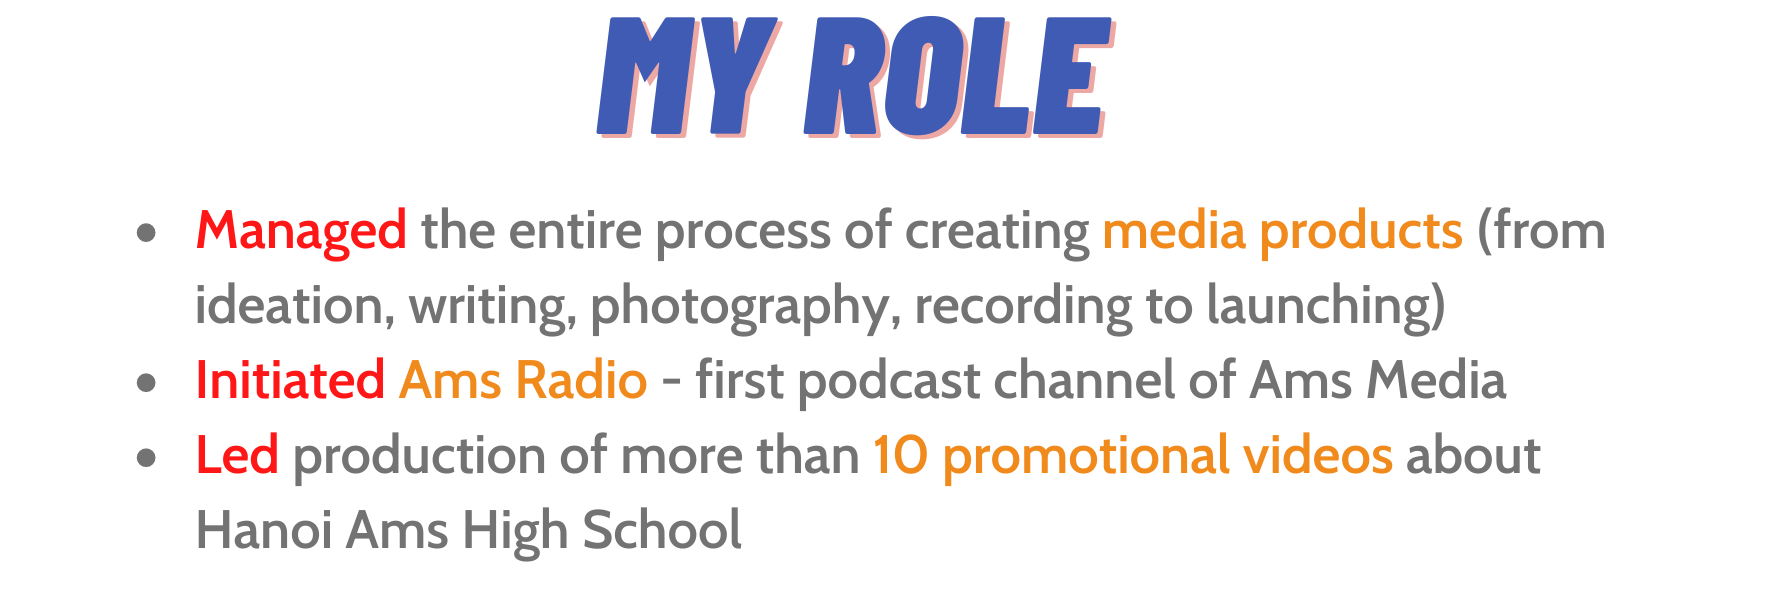 MY ROLE
• Managed the entire process of creating media products (from
ideation, writing, photography, recording to launching)
• Initiated Ams Radio - first podcast channel of Ams Media
• Led production of more than 10 promotional videos about
Hanoi Ams High School